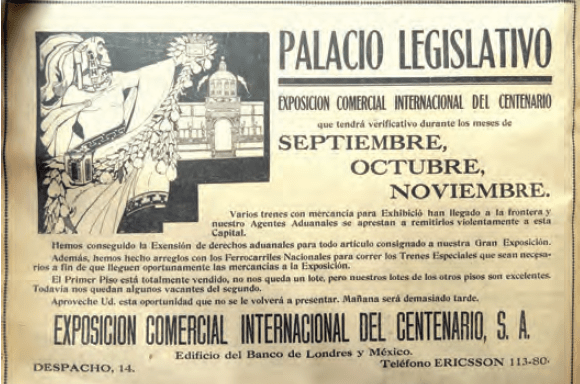 PALACIO LEGISLATIVO
EXPOSICION COMERCIAL INTERNACIONAL DEL CENTENARIO
que tendrá verificativo durante los meses de
SEPTIEMBRE,
OCTUBRE,
NOVIEMBRE.
Varios trenes con mercancía para Exhibició han llegado a la frontera y
nuestro Agentes Aduanales se aprestan a remitirlos violentamente a esta
Capital.
Hemos conseguido la Exensión de derechos aduanales para todo artículo consignado a nuestra Gran Exposición.
Además, hemos hecho arreglos con los Ferrocarriles Nacionales para correr los Trenes Especiales que sean necesa-
rios a fin de que lleguen oportunamente las mercancias a la Exposición.
El Primer Piso está totalmente vendido, no nos queda un lote, pero nuestros lotes de los otros pisos son excelentes.
Todavía nos quedan algunos vacantes del segundo.
Aproveche Ud. esta oportunidad que no se le volverá a presentar. Mañana será demasiado tarde.
EXPOSICION COMERCIAL INTERNACIONAL DEL CENTENARIO, S. A.
Edificio del Banco de Londres y México.
DESPACHO, 14. Teléfono ERICSSON 113-80-